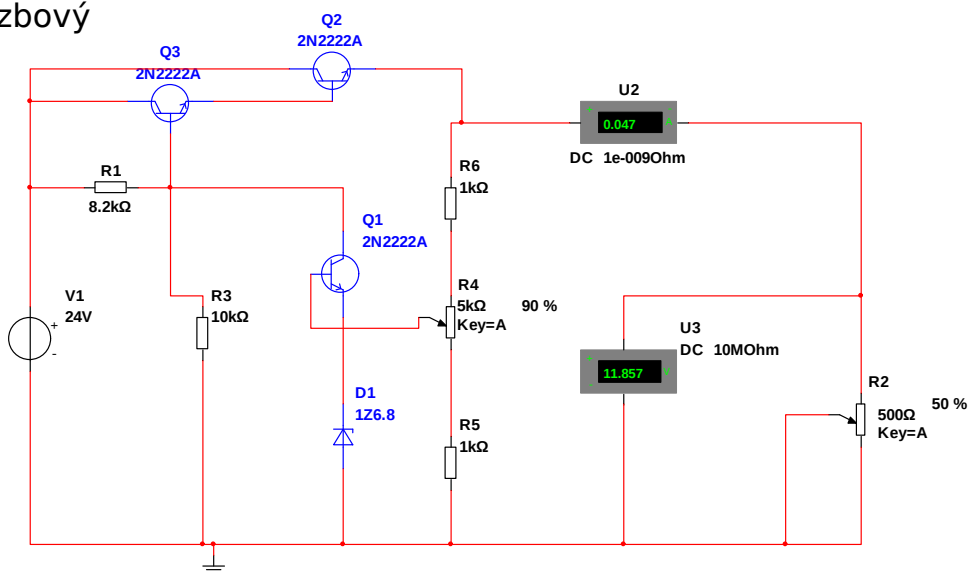 zbový
Q2
2N2222A
Q3
2N2222A
U2
+
-
0.047
A
DC 1e-009Ohm
R6
1kΩ
R1
8.2kΩ
Q1
2N2222A
R4
5kΩ
90 %
Key=A
V1
24V
+
-
R3
10kΩ
U3
DC 10MOhm
+
-
11.857
V
R2
50 %
500Ω
Key=A
D1
1Z6.8
R5
1kΩ